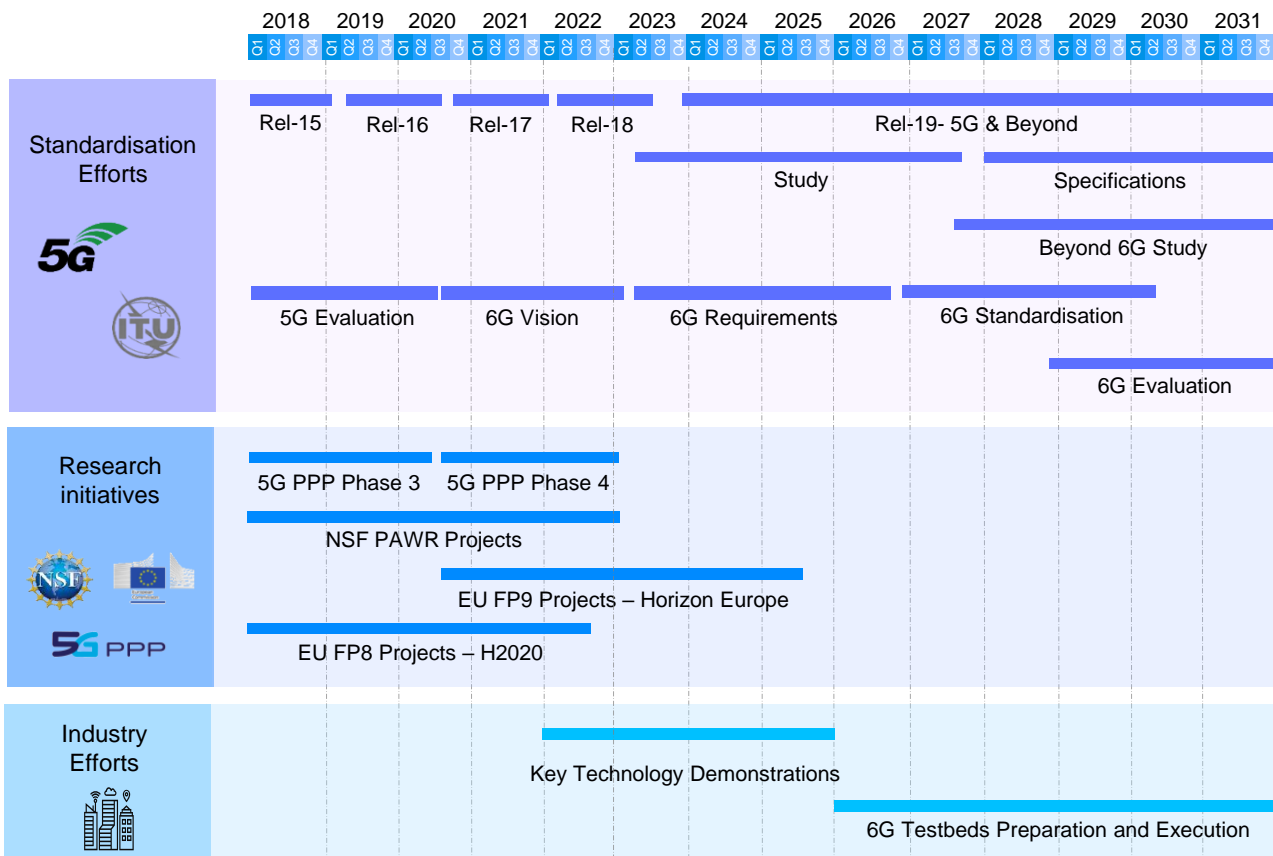 2018 2019 2020 2021 2022 2023 2024 2025 2026 2027 2028 2029 2030 2031
Q1 Q2 Q3 Q4 Q1 Q2 Q3 Q4 Q1 Q2 Q3 Q4 Q1 Q2 Q3 Q4 Q1 Q2 Q3 Q4 Q1 Q2 Q3 Q4 Q1 Q2 Q3 Q4 Q1 Q2 Q3 Q4 Q1 Q2 Q3 Q4 Q1 Q2 Q3 Q4 Q1 Q2 Q3 Q4 Q1 Q2 Q3 Q4 Q1 Q2 Q3 Q4 Q1 Q2 Q3 Q4
Standardisation
Efforts
5G
ITU
Rel-15 Rel-16 Rel-17 Rel-18 Rel-19- 5G & Beyond
Study Specifications
Beyond 6G Study
5G Evaluation 6G Vision 6G Requirements 6G Standardisation
6G Evaluation
Research
initiatives
NSF
5G PPP
5G PPP Phase 3 5G PPP Phase 4
NSF PAWR Projects
EU FP9 Projects – Horizon Europe
EU FP8 Projects – H2020
Industry
Efforts
Key Technology Demonstrations
6G Testbeds Preparation and Execution